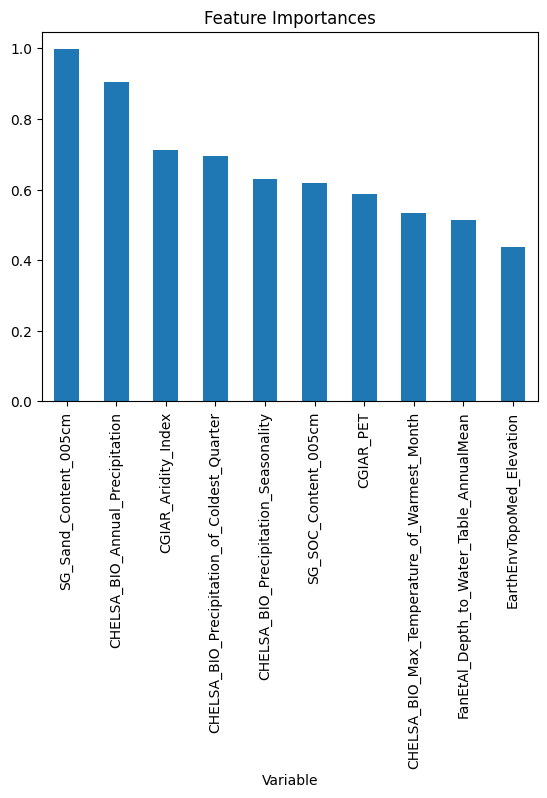 Feature Importances
1.0
0.8
0.6
0.4
0.2
0.0
SG_Sand_Content_005cm
CHELSA_BIO_Annual_Precipitation
CGIAR_Aridity_Index
CHELSA_BIO_Precipitation_of_Coldest_Quarter
CHELSA_BIO_Precipitation_Seasonality
SG_SOC_Content_005cm
CGIAR_PET
CHELSA_BIO_Max_Temperature_of_Warmest_Month
FanEtAl_Depth_to_Water_Table_AnnualMean
EarthEnvTopoMed_Elevation
Variable